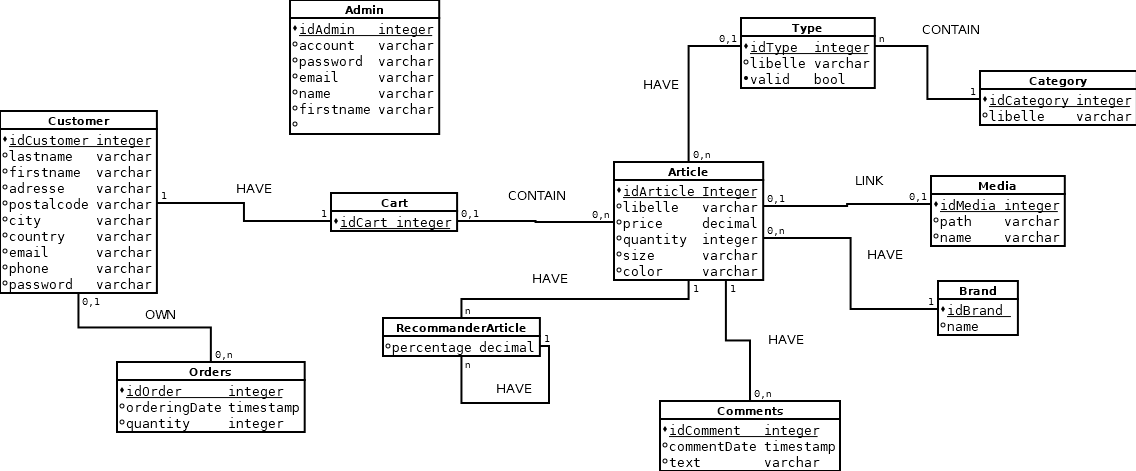 Admin
idAdmin integer
account varchar
password varchar
email varchar
name varchar
firstname varchar
Type
idType integer
libelle varchar
valid bool
0,1
n
CONTAIN
Category
idCategory integer
libelle varchar
1
HAVE
0,n
Customer
idCustomer integer
lastname varchar
firstname varchar
adresse varchar
postalcode varchar
city varchar
country varchar
email varchar
phone varchar
password varchar
1
HAVE
1
Cart
idCart integer
0,1
CONTAIN
0,n
Article
idArticle Integer
libelle varchar
price decimal
quantity integer
size varchar
color varchar
0,1
LINK
0,1
Media
idMedia integer
path varchar
name varchar
0,n
HAVE
1
Brand
idBrand
name
0,1
OWN
0,n
Orders
idOrder integer
orderingDate timestamp
quantity integer
1
HAVE
n
RecommanderArticle
percentage decimal
1
n
HAVE
1
HAVE
0,n
Comments
idComment integer
commentDate timestamp
text varchar